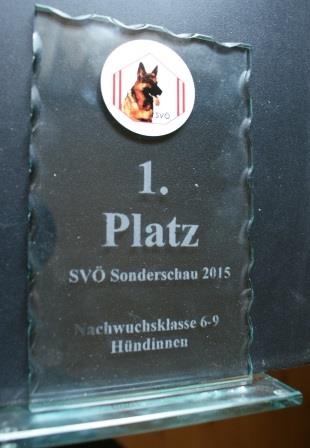 SVÖ
1.
Platz
SVÖ Sonderschau 2015
Nachwuchsklasse 6-9
Hündinnen